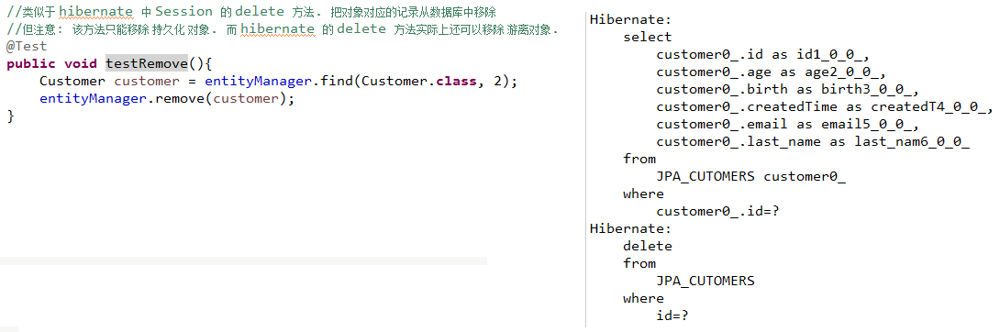 //类似于 hibernate 中 Session 的 delete 方法. 把对象对应的记录从数据库中移除
//但注意: 该方法只能移除 持久化 对象. 而 hibernate 的 delete 方法实际上还可以移除 游离对象.
@Test
public void testRemove(){
    Customer customer = entityManager.find(Customer.class, 2);
    entityManager.remove(customer);
}
Hibernate:
    select
        customer0_.id as id1_0_0_,
        customer0_.age as age2_0_0_,
        customer0_.birth as birth3_0_0_,
        customer0_.createdTime as createdT4_0_0_,
        customer0_.email as email5_0_0_,
        customer0_.last_name as last_nam6_0_0_
    from
        JPA_CUTOMERS customer0_
    where
        customer0_.id=?
Hibernate:
    delete
    from
        JPA_CUTOMERS
    where
        id=?